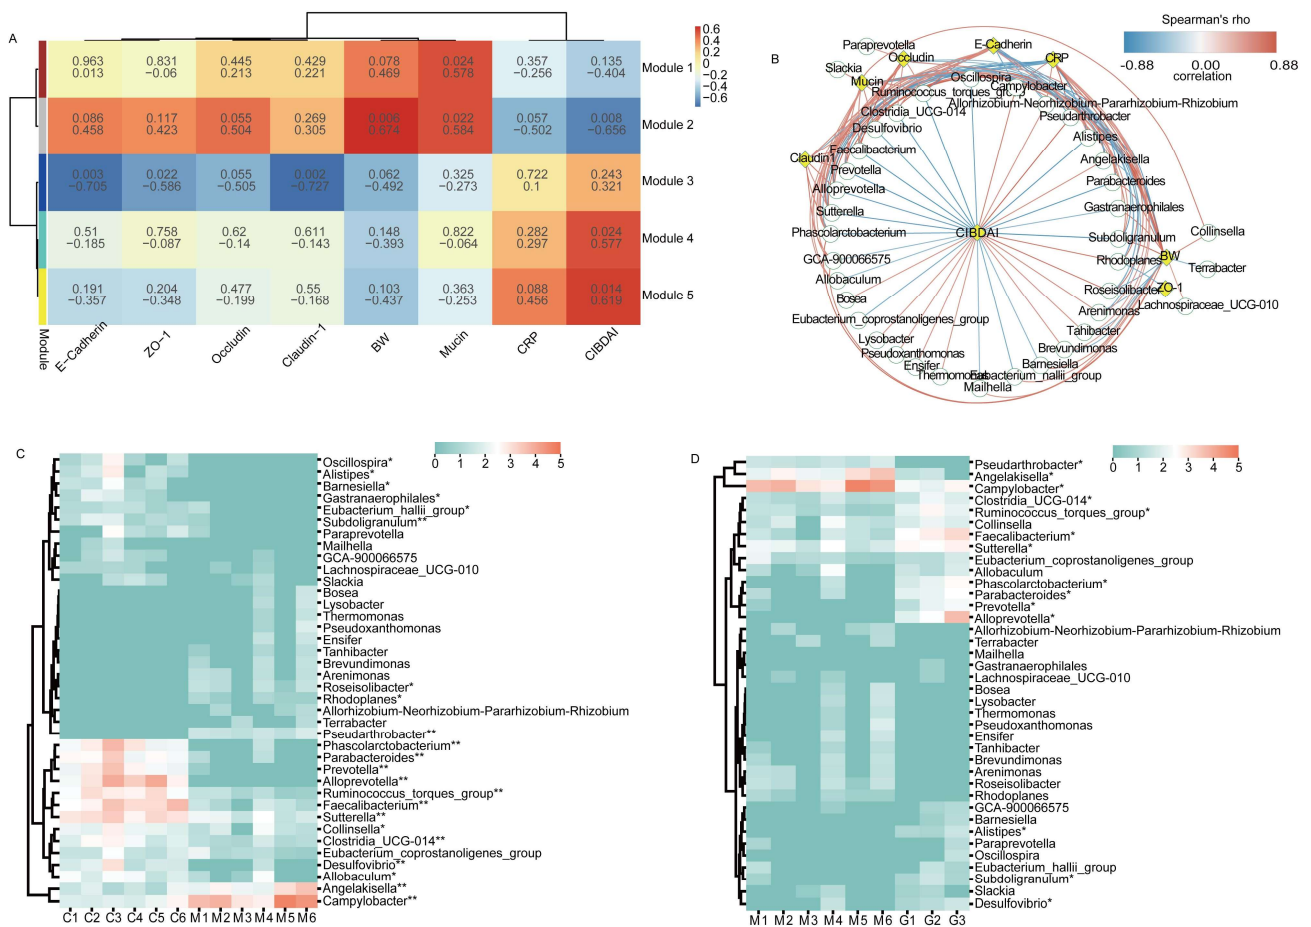 A
0.963 0.831 0.445 0.429 0.078 0.024 0.357 0.135
0.013 −0.06 0.213 0.221 0.469 0.578 −0.256 −0.404
Module 1
0.086 0.117 0.055 0.269 0.006 0.022 0.057 0.008
0.458 0.423 0.504 0.305 0.674 0.584 −0.502 −0.656
Module 2
0.003 0.022 0.055 0.002 0.062 0.325 0.722 0.243
−0.705 −0.586 −0.505 −0.727 −0.492 −0.273 0.1 0.321
Module 3
0.51 0.758 0.62 0.611 0.148 0.822 0.282 0.024
−0.185 −0.087 −0.14 −0.143 −0.393 −0.064 0.297 0.577
Module 4
0.191 0.204 0.477 0.55 0.103 0.363 0.088 0.014
−0.357 −0.348 −0.199 −0.168 −0.437 −0.253 0.456 0.619
Module 5
Module
E−Cadherin
ZO−1
Occludin
Claudin−1
BW
Mucin
CRP
CIBDAI
0.6
0.4
0.2
0
−0.2
−0.4
−0.6
B
Spearman's rho
-0.88 0.00 0.88
correlation
Paraprevotella
E-Cadherin
Occludin
CRP
Slackia
Mucin
Oscillospira
Campylobacter
Allorhizobium-Neorhizobium-Pararhizobium-Rhizobium
Clostridia_UCG-014
Pseudarthrobacter
Desulfovibrio
Alistipes
Faecalibacterium
Claudin1
Angelakisella
Prevotella
Parabacteroides
Alloprevotella
Gastranaerophilales
Sutterella
Phascolarctobacterium
CIBDAI
Collinsella
Subdoligranulum
BW
GCA-900066575
Rhodoplanes
Terrabacter
Allobaculum
Roseisolibacter
ZO-1
Bosea
Lachnospiraceae_UCG-010
Arenimonas
Eubacterium_coprostanoligenes_group
Tahibacter
Lysobacter
Brevundimonas
Pseudoxanthomonas
Barnesiella
Ensifer
Mailhella
C
0 1 2 3 4 5
Oscillospira*
Alistipes*
Barnesiella*
Gastranaerophilales*
Eubacterium_hallii_group*
Subdoligranulum**
Paraprevotella
Mailhella
GCA-900066575
Lachnospiraceae_UCG-010
Slackia
Bosea
Lysobacter
Thermomonas
Pseudoxanthomonas
Ensifer
Tanhibacter
Brevundimonas
Arenimonas
Roseisolibacter*
Rhodoplanes*
Allorhizobium-Neorhizobium-Pararhizobium-Rhizobium
Terrabacter
Pseudarthrobacter**
Phascolarctobacterium**
Parabacteroides**
Prevotella**
Alloprevotella**
Ruminococcus_torques_group**
Faecalibacterium**
Sutterella**
Collinsella*
Clostridia_UCG-014**
Eubacterium_coprostanoligenes_group
Desulfovibrio**
Allobaculum*
Angelakisella**
Campylobacter**
C1 C2 C3 C4 C5 C6 M1 M2 M3 M4 M5 M6
D
0 1 2 3 4 5
Pseudarthrobacter*
Angelakisella*
Campylobacter*
Clostridia_UCG-014*
Ruminococcus_torques_group*
Collinsella
Faecalibacterium*
Sutterella*
Eubacterium_coprostanoligenes_group
Allobaculum
Phascolarctobacterium*
Parabacteroides*
Prevotella*
Alloprevotella*
Allorhizobium-Neorhizobium-Pararhizobium-Rhizobium
Terrabacter
Mailhella
Gastranaerophilales
Lachnospiraceae_UCG-010
Bosea
Lysobacter
Thermomonas
Pseudoxanthomonas
Ensifer
Tanhibacter
Brevundimonas
Arenimonas
Roseisolibacter
Rhodoplanes
GCA-900066575
Barnesiella
Alistipes*
Paraprevotella
Oscillospira
Eubacterium_hallii_group
Subdoligranulum*
Slackia
Desulfovibrio*
M1 M2 M3 M4 M5 M6 G1 G2 G3